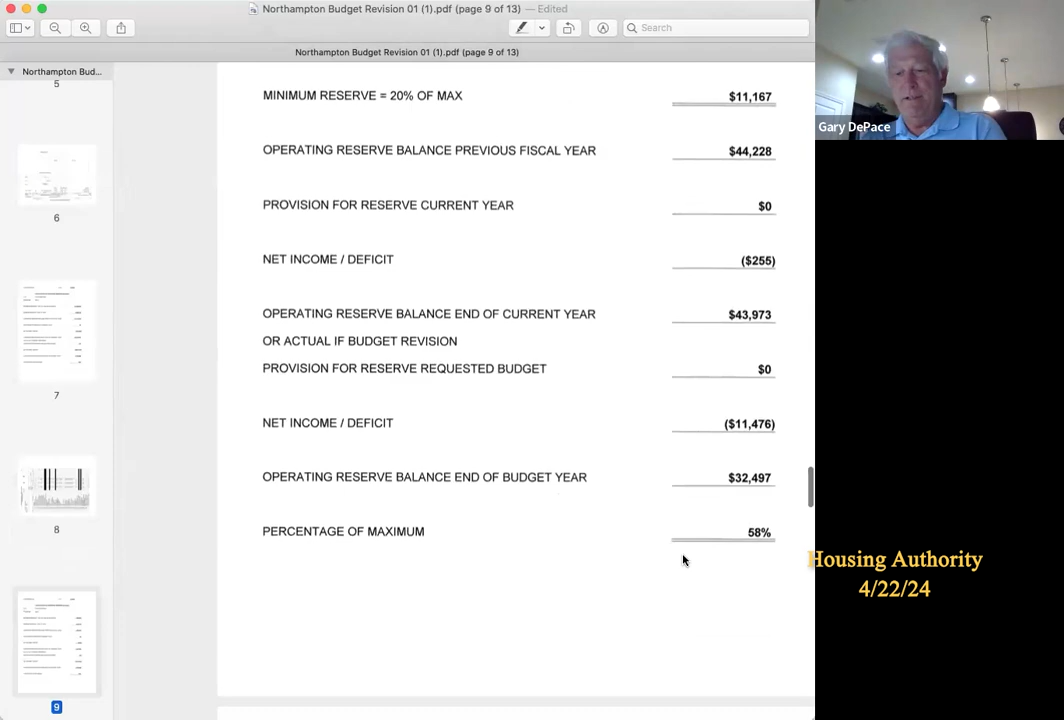 Northampton Budget Revision 01 (1).pdf (page 9 of 13) — Edited
Search
Northampton Budget Revision 01 (1).pdf (page 9 of 13)
Northampton Bud...
5
6
7
8
9
MINIMUM RESERVE = 20% OF MAX $11,167
OPERATING RESERVE BALANCE PREVIOUS FISCAL YEAR $44,228
PROVISION FOR RESERVE CURRENT YEAR $0
NET INCOME / DEFICIT ($255)
OPERATING RESERVE BALANCE END OF CURRENT YEAR $43,973
OR ACTUAL IF BUDGET REVISION
PROVISION FOR RESERVE REQUESTED BUDGET $0
NET INCOME / DEFICIT ($11,476)
OPERATING RESERVE BALANCE END OF BUDGET YEAR $32,497
PERCENTAGE OF MAXIMUM 58%
Gary DePace
Housing Authority
4/22/24